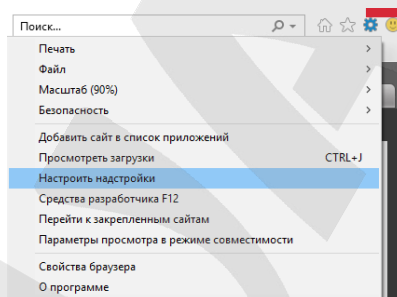 Поиск...
Печать
Файл
Масштаб (90%)
Безопасность
Добавить сайт в список приложений
Просмотреть загрузки CTRL+J
Настроить надстройки
Средства разработчика F12
Перейти к закрепленным сайтам
Параметры просмотра в режиме совместимости
Свойства браузера
О программе